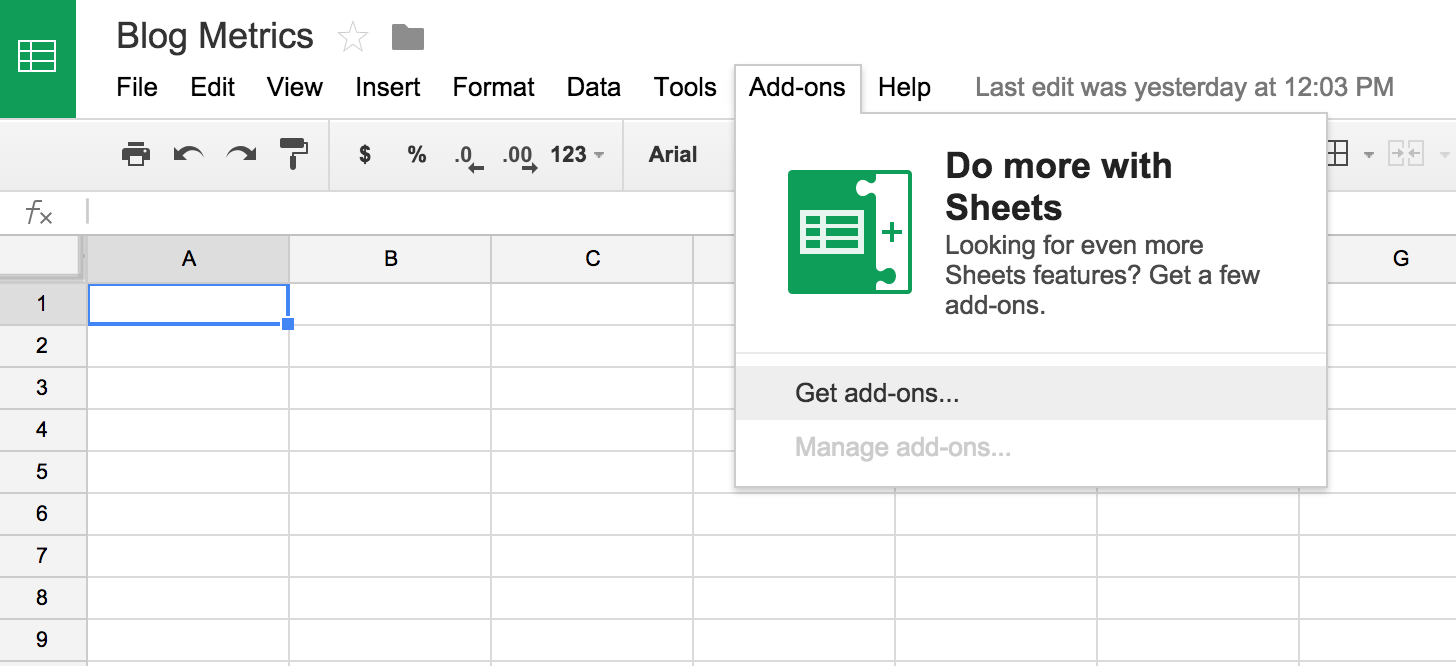 Blog Metrics
File Edit View Insert Format Data Tools Add-ons Help Last edit was yesterday at 12:03 PM
$ % .0 .00 123 Arial
Do more with
Sheets
Looking for even more
Sheets features? Get a few
add-ons.
Get add-ons...
Manage add-ons...
fx
A B C G
1
2
3
4
5
6
7
8
9